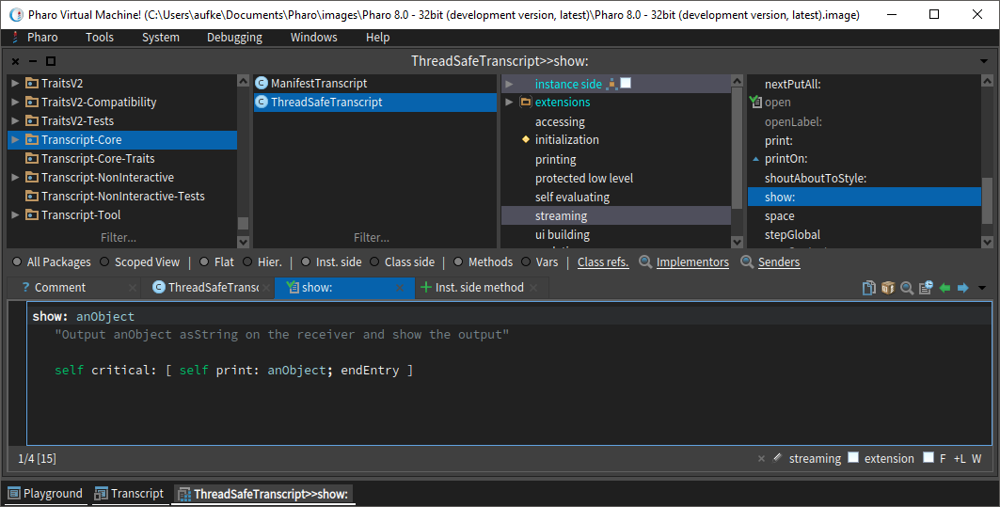 Pharo Virtual Machine! (C:\Users\aufke\Documents\Pharo\images\Pharo 8.0 - 32bit (development version, latest)\Pharo 8.0 - 32bit (development version, latest).image)
Pharo Tools System Debugging Windows Help
ThreadSafeTranscript>>show:
TraitsV2
TraitsV2-Compatibility
TraitsV2-Tests
Transcript-Core
Transcript-Core-Traits
Transcript-NonInteractive
Transcript-NonInteractive-Tests
Transcript-Tool
Filter...
ManifestTranscript
ThreadSafeTranscript
Filter...
instance side
extensions
accessing
initialization
printing
protected low level
self evaluating
streaming
ui building
nextPutAll:
open
openLabel:
print:
printOn:
shoutAboutToStyle:
show:
space
stepGlobal
All Packages Scoped View | Flat Hier. | Inst. side Class side | Methods Vars | Class refs. Implementors Senders
? Comment ThreadSafeTransc show: Inst. side method
show: anObject
"Output anObject asString on the receiver and show the output"
self critical: [ self print: anObject; endEntry ]
1/4 [15] streaming extension F +L W
Playground Transcript ThreadSafeTranscript>>show: